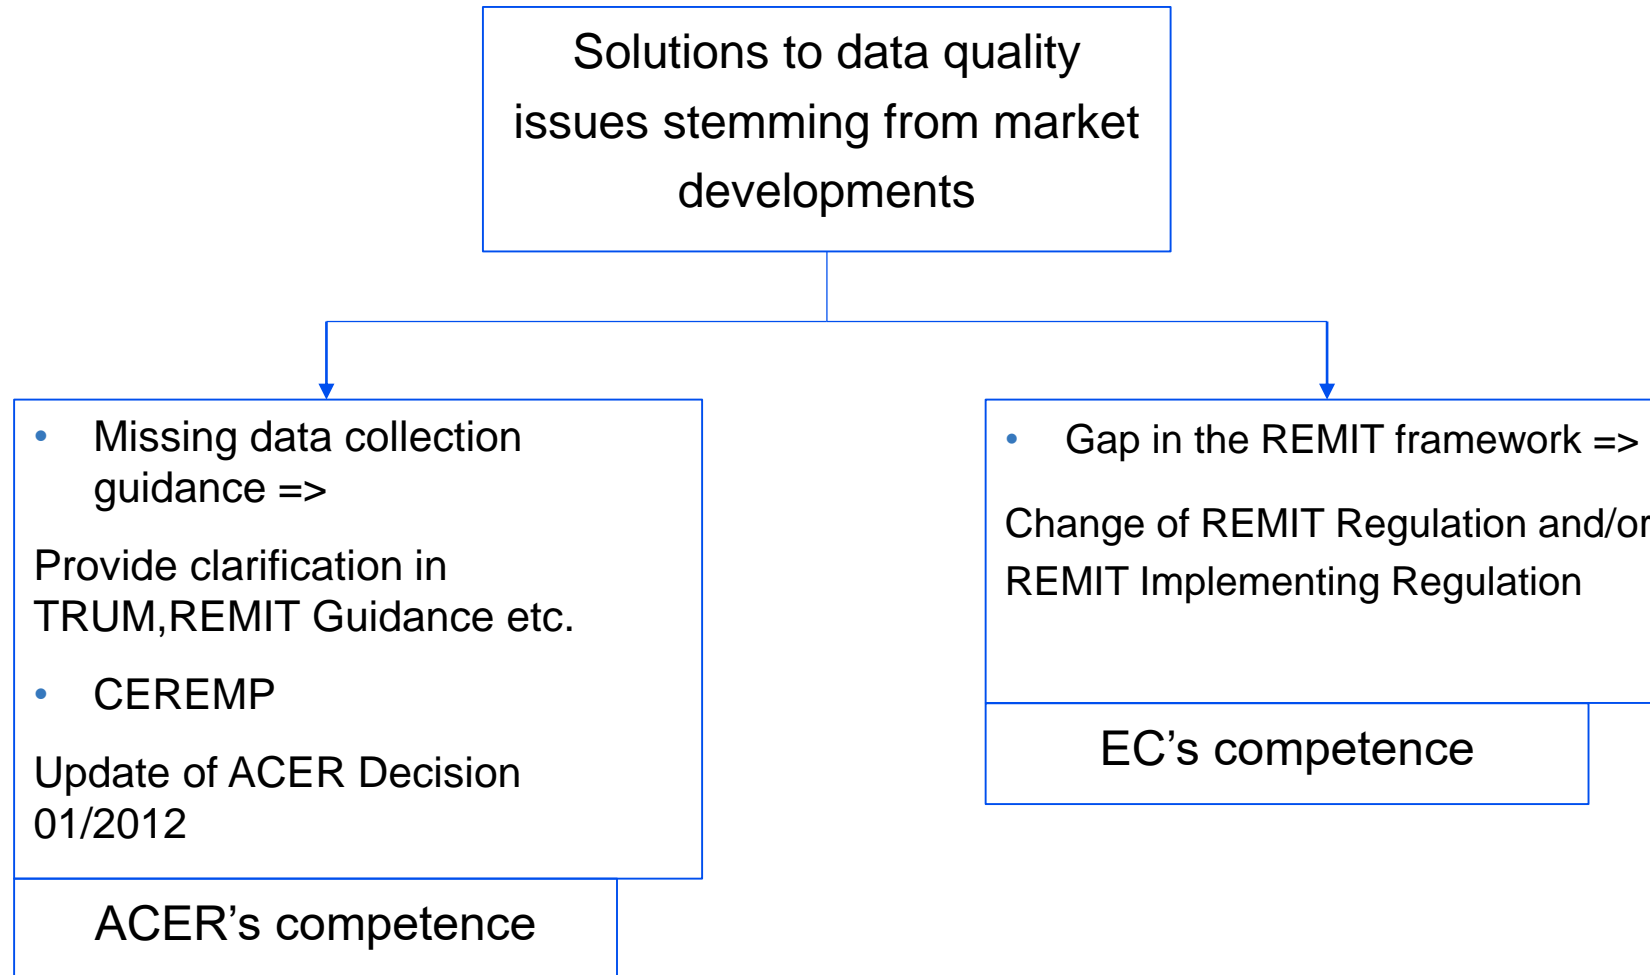 Solutions to data quality
issues stemming from market
developments
• Missing data collection
guidance =>
Provide clarification in
TRUM,REMIT Guidance etc.
• CEREMP
Update of ACER Decision
01/2012
ACER’s competence
• Gap in the REMIT framework =>
Change of REMIT Regulation and/or
REMIT Implementing Regulation
EC’s competence